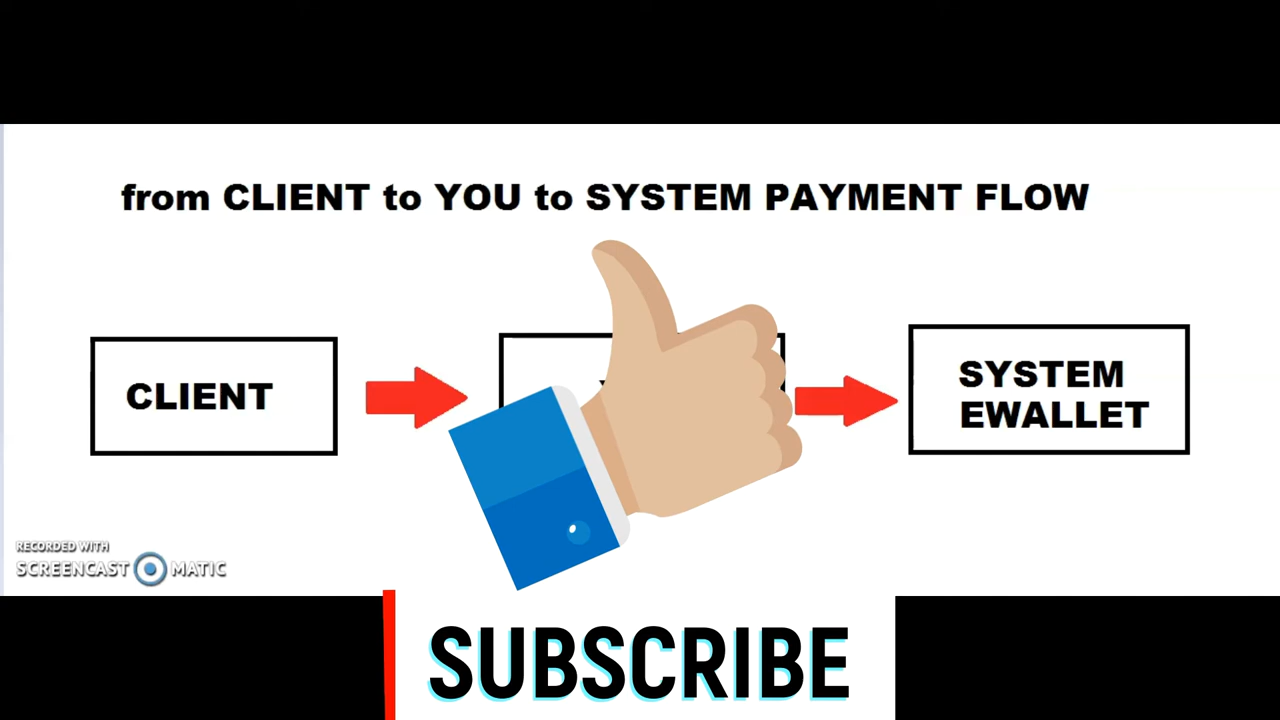 from CLIENT to YOU to SYSTEM PAYMENT FLOW
CLIENT
SYSTEM
EWALLET
RECORDED WITH
SCREENCAST MATIC
SUBSCRIBE